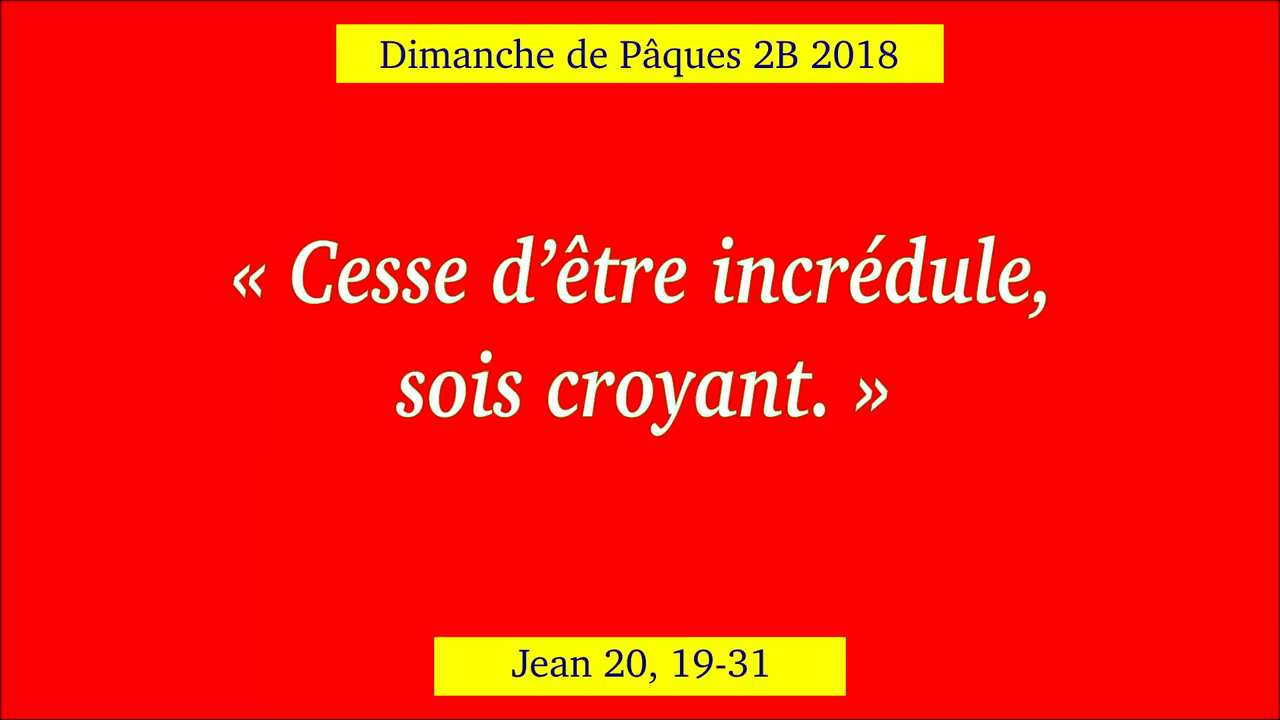 Dimanche de Pâques 2B 2018
« Cesse d’être incrédule,
sois croyant. »
Jean 20, 19-31